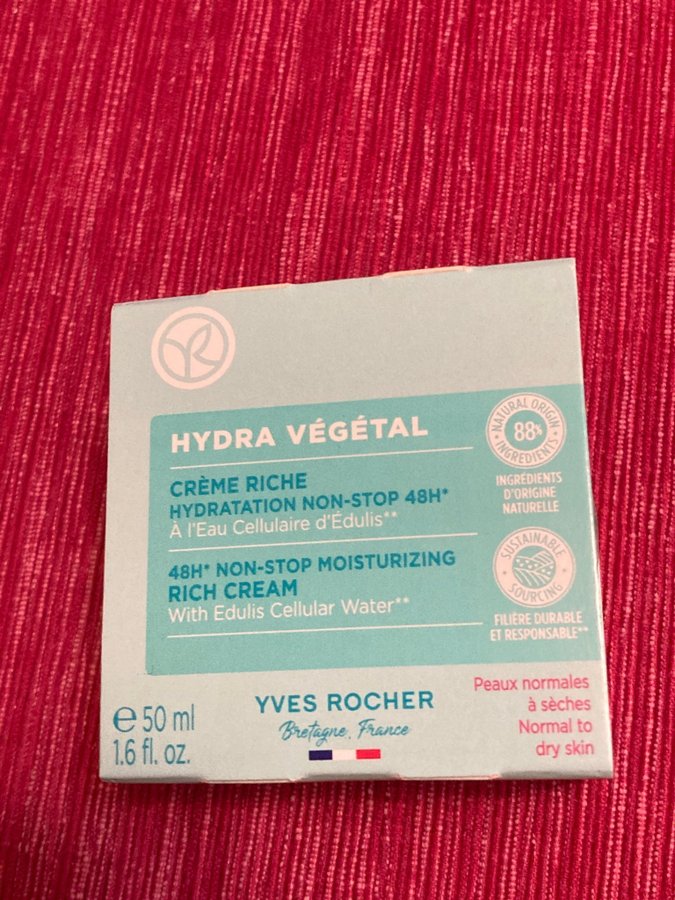 HYDRA VÉGÉTAL
CRÈME RICHE
HYDRATATION NON-STOP 48H*
À l'Eau Cellulaire d'Édulis**
48H* NON-STOP MOISTURIZING
RICH CREAM
With Edulis Cellular Water**
NATURAL ORIGIN
88%
INGREDIENTS
INGRÉDIENTS
D'ORIGINE
NATURELLE
SUSTAINABLE
SOURCING
FILIÈRE DURABLE
ET RESPONSABLE**
YVES ROCHER
Bretagne, France
e 50 ml
1.6 fl. oz.
Peaux normales
à sèches
Normal to
dry skin